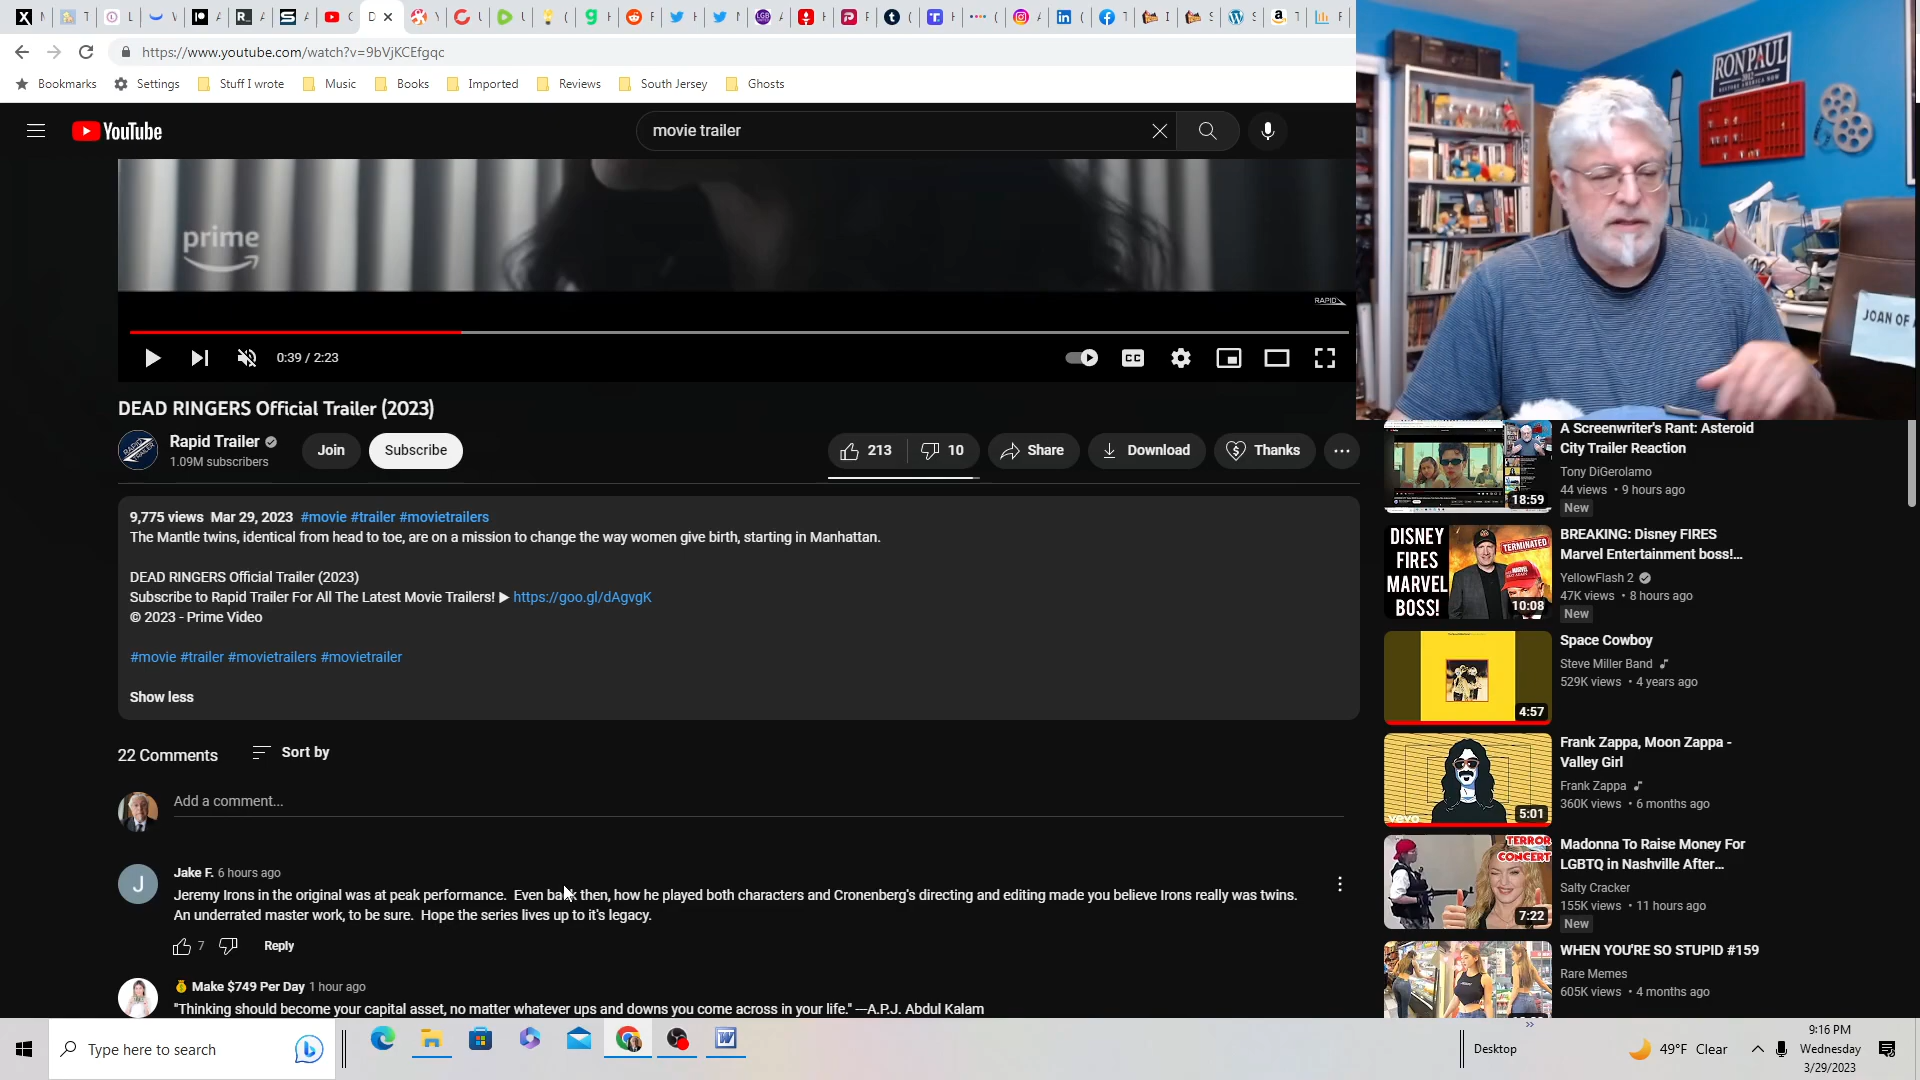 https://www.youtube.com/watch?v=9bVjKCEfgqc
Bookmarks Settings Stuff I wrote Music Books Imported Reviews South Jersey Ghosts
YouTube
movie trailer
RON PAUL
2012
JOAN OF
prime
RAPID
0:39 / 2:23
CC
DEAD RINGERS Official Trailer (2023)
Rapid Trailer
1.09M subscribers
Join
Subscribe
213
10
Share
Download
Thanks
9,775 views Mar 29, 2023 #movie #trailer #movietrailers
The Mantle twins, identical from head to toe, are on a mission to change the way women give birth, starting in Manhattan.
DEAD RINGERS Official Trailer (2023)
Subscribe to Rapid Trailer For All The Latest Movie Trailers! ▶ https://goo.gl/dAgvgK
© 2023 - Prime Video
#movie #trailer #movietrailers #movietrailer
Show less
22 Comments
Sort by
Add a comment...
J
Jake F. 6 hours ago
Jeremy Irons in the original was at peak performance. Even back then, how he played both characters and Cronenberg's directing and editing made you believe Irons really was twins.
An underrated master work, to be sure. Hope the series lives up to it's legacy.
7
Reply
💰 Make $749 Per Day 1 hour ago
"Thinking should become your capital asset, no matter whatever ups and downs you come across in your life." —A.P.J. Abdul Kalam
A Screenwriter's Rant: Asteroid
City Trailer Reaction
Tony DiGerolamo
44 views • 9 hours ago
New
18:59
DISNEY
FIRES
MARVEL
BOSS!
TERMINATED
10:08
BREAKING: Disney FIRES
Marvel Entertainment boss!...
YellowFlash 2
47K views • 8 hours ago
New
Space Cowboy
Steve Miller Band
529K views • 4 years ago
4:57
Frank Zappa, Moon Zappa -
Valley Girl
Frank Zappa
360K views • 6 months ago
vevo
5:01
TERROR
CONCERT
7:22
Madonna To Raise Money For
LGBTQ in Nashville After...
Salty Cracker
155K views • 11 hours ago
New
WHEN YOU'RE SO STUPID #159
Rare Memes
605K views • 4 months ago
Type here to search
Desktop
49°F Clear
9:16 PM
Wednesday
3/29/2023